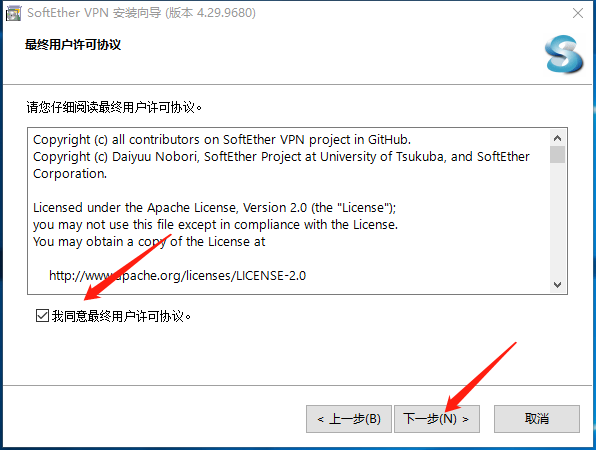 SoftEther VPN 安装向导 (版本 4.29.9680)
最终用户许可协议
请您仔细阅读最终用户许可协议。
Copyright (c) all contributors on SoftEther VPN project in GitHub.
Copyright (c) Daiyuu Nobori, SoftEther Project at University of Tsukuba, and SoftEther
Corporation.
Licensed under the Apache License, Version 2.0 (the "License");
you may not use this file except in compliance with the License.
You may obtain a copy of the License at
http://www.apache.org/licenses/LICENSE-2.0
我同意最终用户许可协议。
< 上一步(B) 下一步(N) > 取消